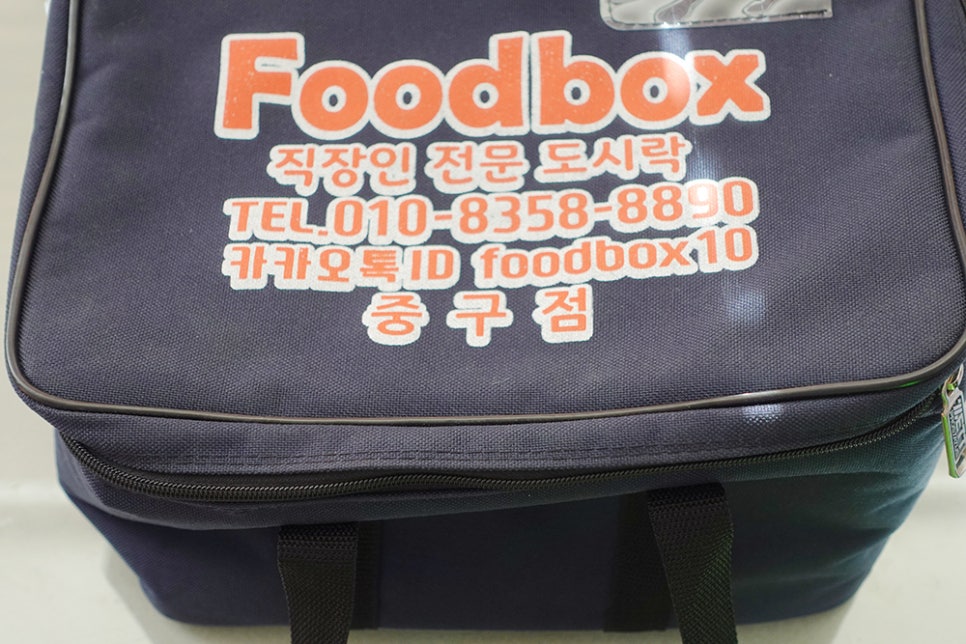 Foodbox
직장인 전문 도시락
TEL.010-8358-8890
카카오톡ID foodbox10
중구점